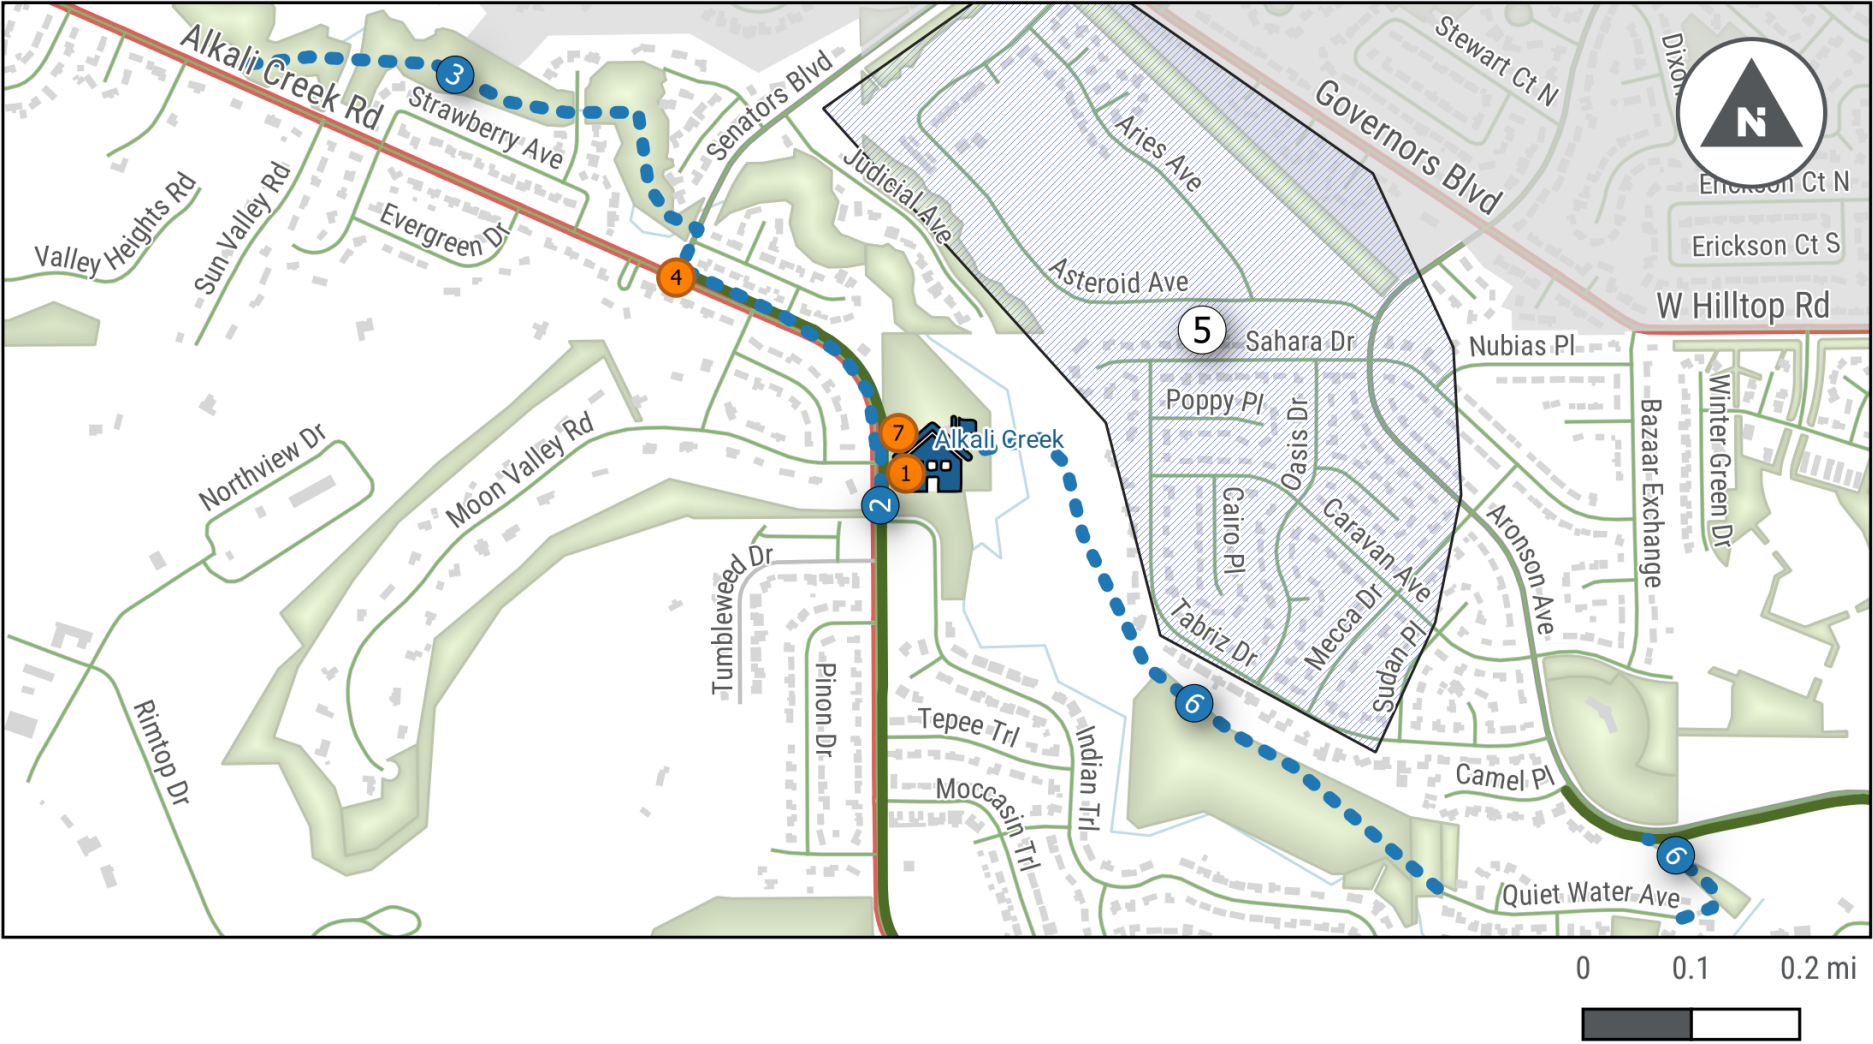 Alkali Creek Rd
3
Strawberry Ave
Senators Blvd
Judicial Ave
Aries Ave
Governors Blvd
Stewart Ct N
N
Ct N
Erickson Ct S
W Hilltop Rd
Valley Heights Rd
Sun Valley Rd
Evergreen Dr
4
Asteroid Ave
5
Sahara Dr
Nubias Pl
Poppy Pl
Oasis Dr
Bazaar Exchange
Winter Green Dr
Northview Dr
Moon Valley Rd
7
Alkali Creek
1
2
Cairo Pl
Caravan Ave
Aronson Ave
Tumbleweed Dr
Tabriz Dr
Mecca Dr
Sudan Pl
Rimtop Dr
Pinon Dr
Tepee Trl
Indian Trl
Moccasin Trl
6
Camel Pl
6
Quiet Water Ave
0 0.1 0.2 mi